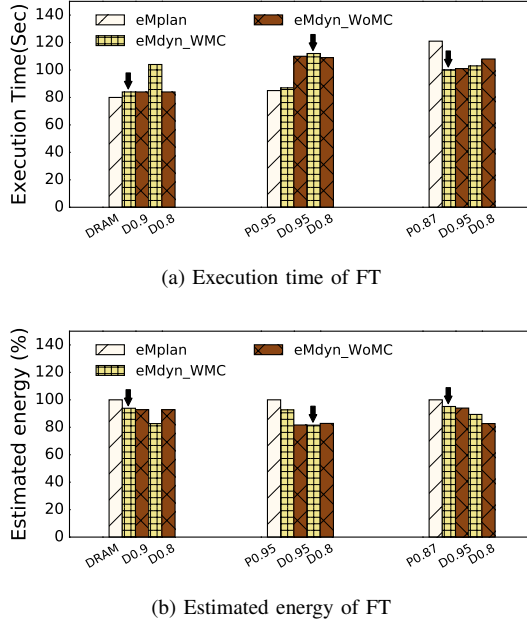 140
120
100
80
60
40
20
0
Execution Time(Sec)
eMplan
eMdyn_WMC
eMdyn_WoMC
DRAM
D0.9
D0.8
P0.95
D0.95
D0.8
P0.87
D0.95
D0.8
(a) Execution time of FT
140
120
100
80
60
40
20
0
Estimated energy (%)
eMplan
eMdyn_WMC
eMdyn_WoMC
DRAM
D0.9
D0.8
P0.95
D0.95
D0.8
P0.87
D0.95
D0.8
(b) Estimated energy of FT